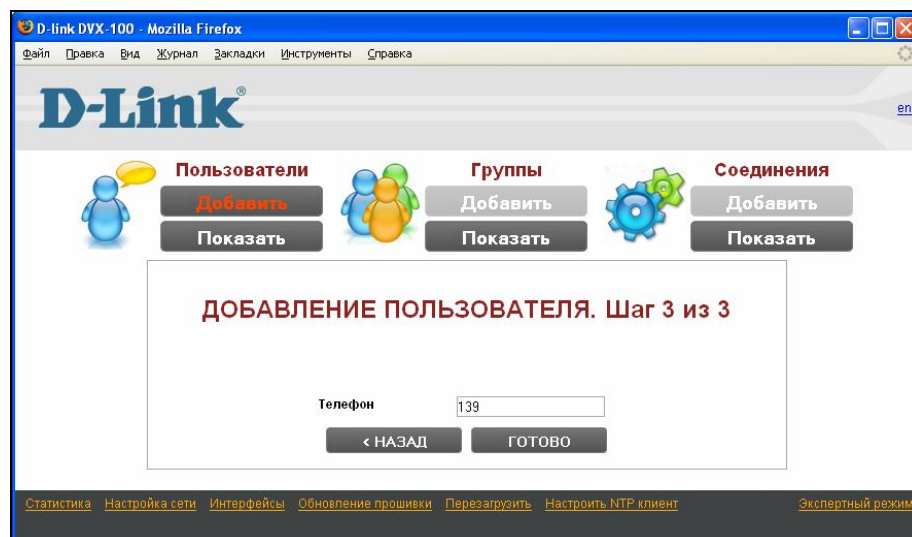 D-link DVX-100 - Mozilla Firefox
Файл Правка Вид Журнал Закладки Инструменты Справка
D-Link®
en
Пользователи
Добавить
Показать
Группы
Добавить
Показать
Соединения
Добавить
Показать
ДОБАВЛЕНИЕ ПОЛЬЗОВАТЕЛЯ. Шаг 3 из 3
Телефон 139
< НАЗАД ГОТОВО
Статистика Настройка сети Интерфейсы Обновление прошивки Перезагрузить Настроить NTP клиент Экспертный режим